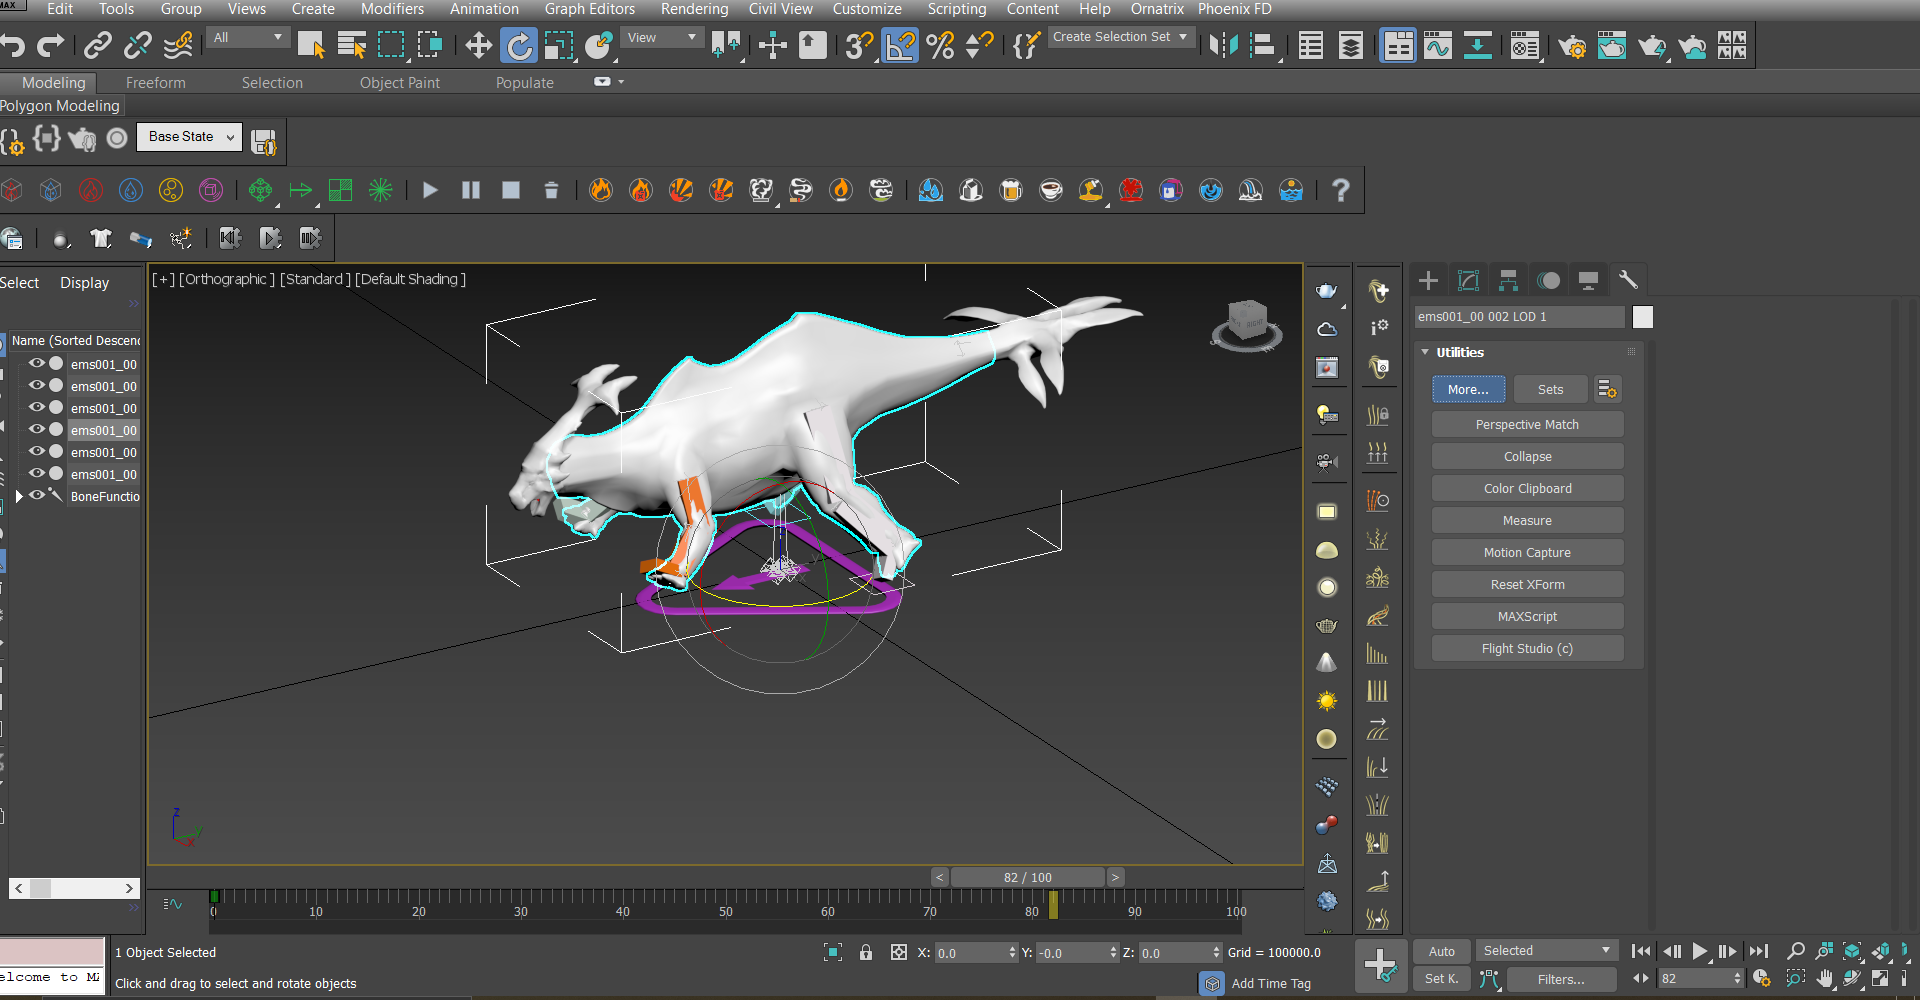 MAX Edit Tools Group Views Create Modifiers Animation Graph Editors Rendering Civil View Customize Scripting Content Help Ornatrix Phoenix FD
All View Create Selection Set
Modeling Freeform Selection Object Paint Populate
Polygon Modeling
Base State
Select Display
[+] [Orthographic ] [Standard ] [Default Shading ]
Name (Sorted Descend
ems001_00
ems001_00
ems001_00
ems001_00
ems001_00
ems001_00
BoneFunctio
ems001_00 002 LOD 1
Utilities
More... Sets
Perspective Match
Collapse
Color Clipboard
Measure
Motion Capture
Reset XForm
MAXScript
Flight Studio (c)
RIGHT
Z
Y
X
< 82 / 100 >
0 10 20 30 40 50 60 70 80 90 100
1 Object Selected X: 0.0 Y: -0.0 Z: 0.0 Grid = 100000.0 Auto Selected
elcome to MA
Click and drag to select and rotate objects Add Time Tag Set K. Filters... 82